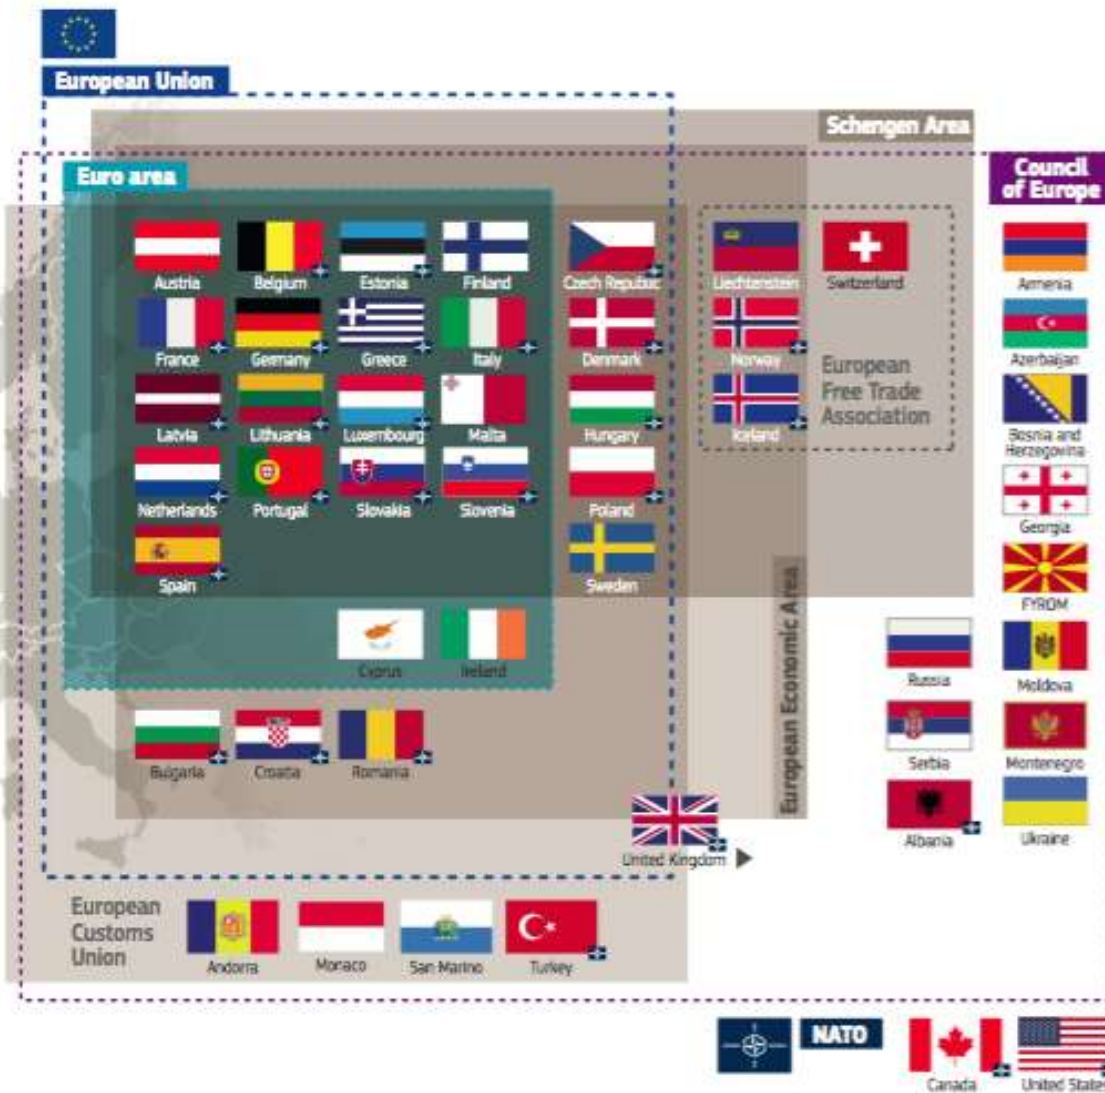 European Union
Schengen Area
Euro area
Council
of Europe
Austria
Belgium
Estonia
Finland
Czech Republic
Liechtenstein
Switzerland
Armenia
France
Germany
Greece
Italy
Denmark
Norway
European
Free Trade
Association
Azerbaijan
Latvia
Lithuania
Luxembourg
Malta
Hungary
Iceland
Bosnia and
Herzegovina
Netherlands
Portugal
Slovakia
Slovenia
Poland
Georgia
Spain
Sweden
European Economic Area
FYROM
Cyprus
Ireland
Russia
Moldova
Bulgaria
Croatia
Romania
Serbia
Montenegro
United Kingdom
Albania
Ukraine
European
Customs
Union
Andorra
Monaco
San Marino
Turkey
NATO
Canada
United States